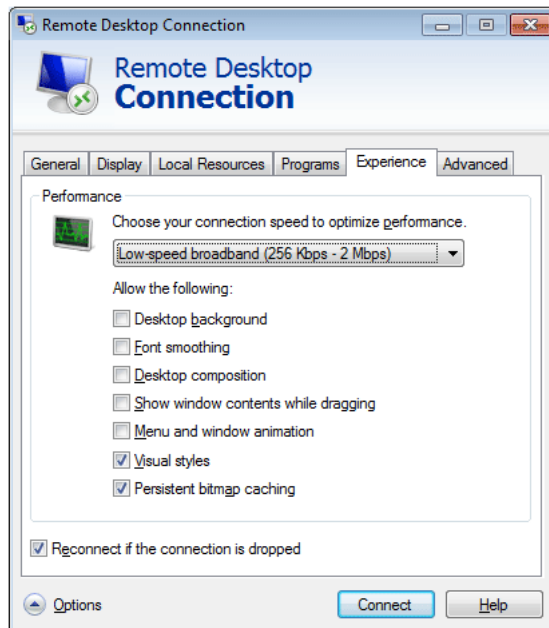 Remote Desktop Connection
Remote Desktop
Connection
General Display Local Resources Programs Experience Advanced
Performance
Choose your connection speed to optimize performance.
Low-speed broadband (256 Kbps - 2 Mbps)
Allow the following:
Desktop background
Font smoothing
Desktop composition
Show window contents while dragging
Menu and window animation
Visual styles
Persistent bitmap caching
Reconnect if the connection is dropped
Options Connect Help